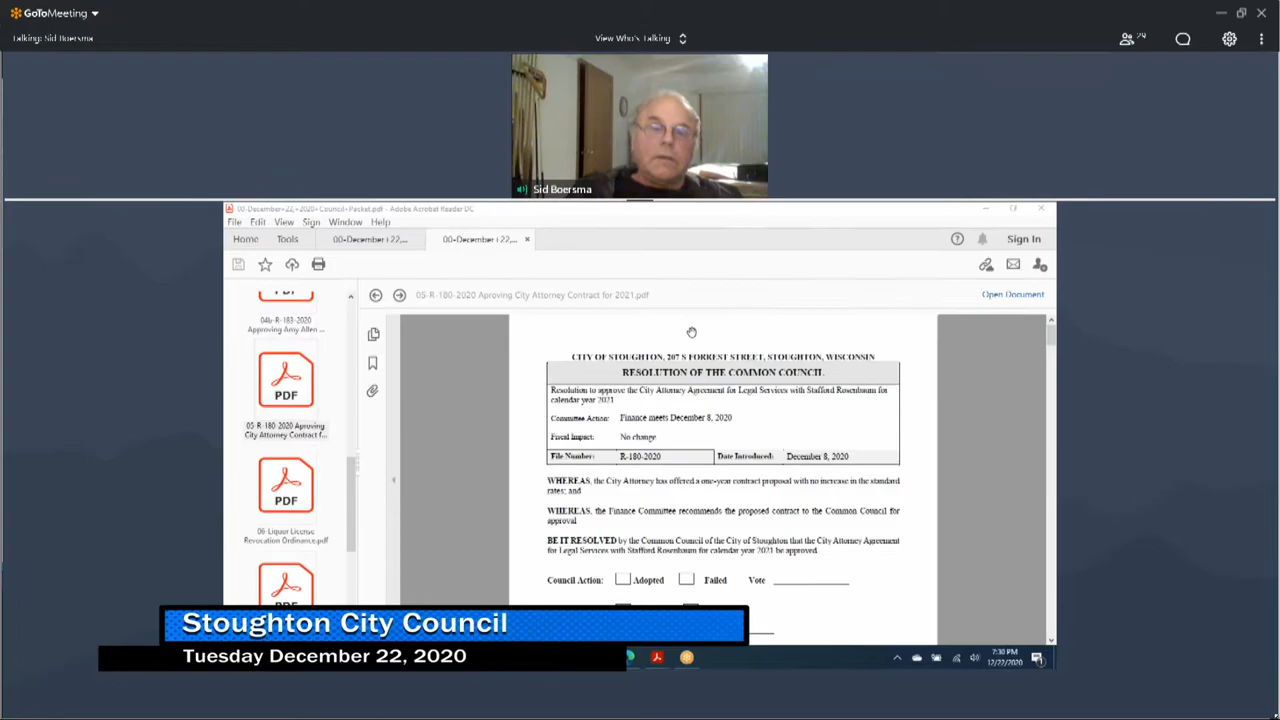 GoToMeeting
Talking: Sid Boersma
View Who's Talking
29
Sid Boersma
00-December+22,+2020+Council+Packet.pdf - Adobe Acrobat Reader DC
File Edit View Sign Window Help
Home Tools 00-December+22,... 00-December+22,... ×
Sign In
05-R-180-2020 Aproving City Attorney Contract for 2021.pdf
Open Document
PDF
04b-R-183-2020
Approving Amy Allen ...
PDF
05-R-180-2020 Aproving
City Attorney Contract f...
PDF
06-Liquor License
Revocation Ordinance.pdf
PDF
CITY OF STOUGHTON, 207 S FORREST STREET, STOUGHTON, WISCONSIN
RESOLUTION OF THE COMMON COUNCIL
Resolution to approve the City Attorney Agreement for Legal Services with Stafford Rosenbaum for
calendar year 2021
Committee Action: Finance meets December 8, 2020
Fiscal Impact: No change
File Number: R-180-2020 Date Introduced: December 8, 2020
WHEREAS, the City Attorney has offered a one-year contract proposal with no increase in the standard
rates; and
WHEREAS, the Finance Committee recommends the proposed contract to the Common Council for
approval
BE IT RESOLVED by the Common Council of the City of Stoughton that the City Attorney Agreement
for Legal Services with Stafford Rosenbaum for calendar year 2021 be approved
Council Action: Adopted Failed Vote
Stoughton City Council
Tuesday December 22, 2020
7:30 PM
12/22/2020